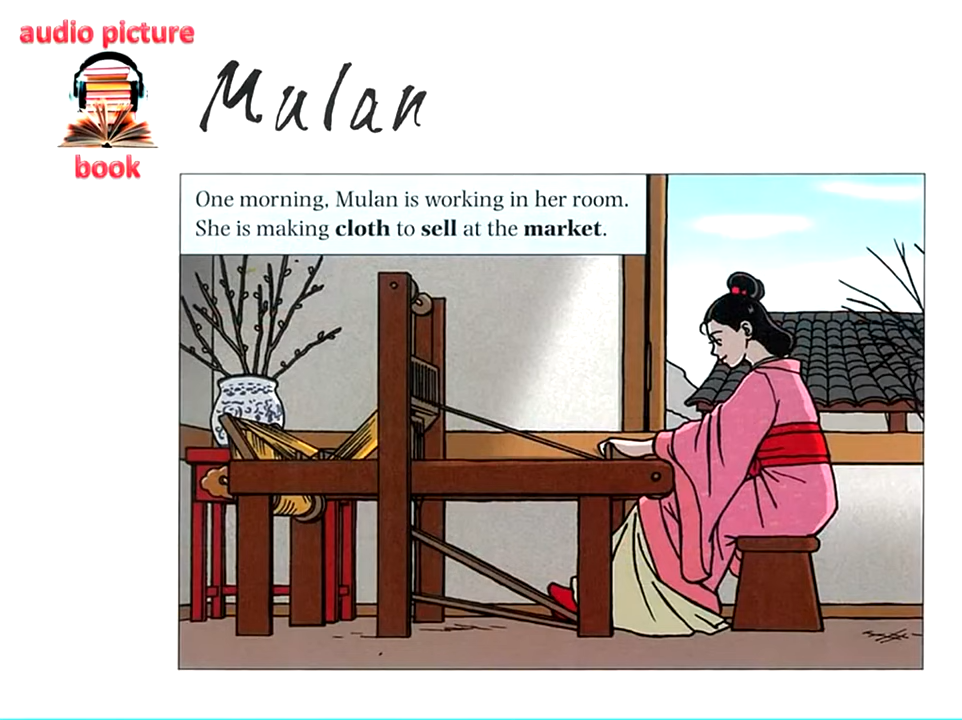 audio picture
book
Mulan
One morning, Mulan is working in her room.
She is making cloth to sell at the market.